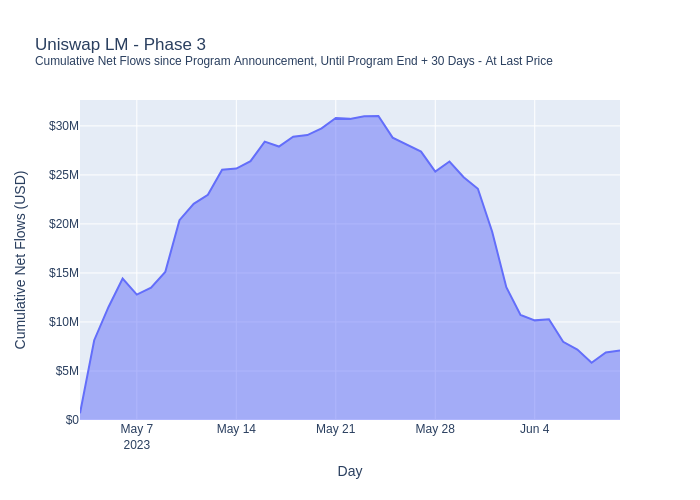 Uniswap LM - Phase 3
Cumulative Net Flows since Program Announcement, Until Program End + 30 Days - At Last Price
Cumulative Net Flows (USD)
$30M
$25M
$20M
$15M
$10M
$5M
$0
May 7
2023
May 14
May 21
May 28
Jun 4
Day